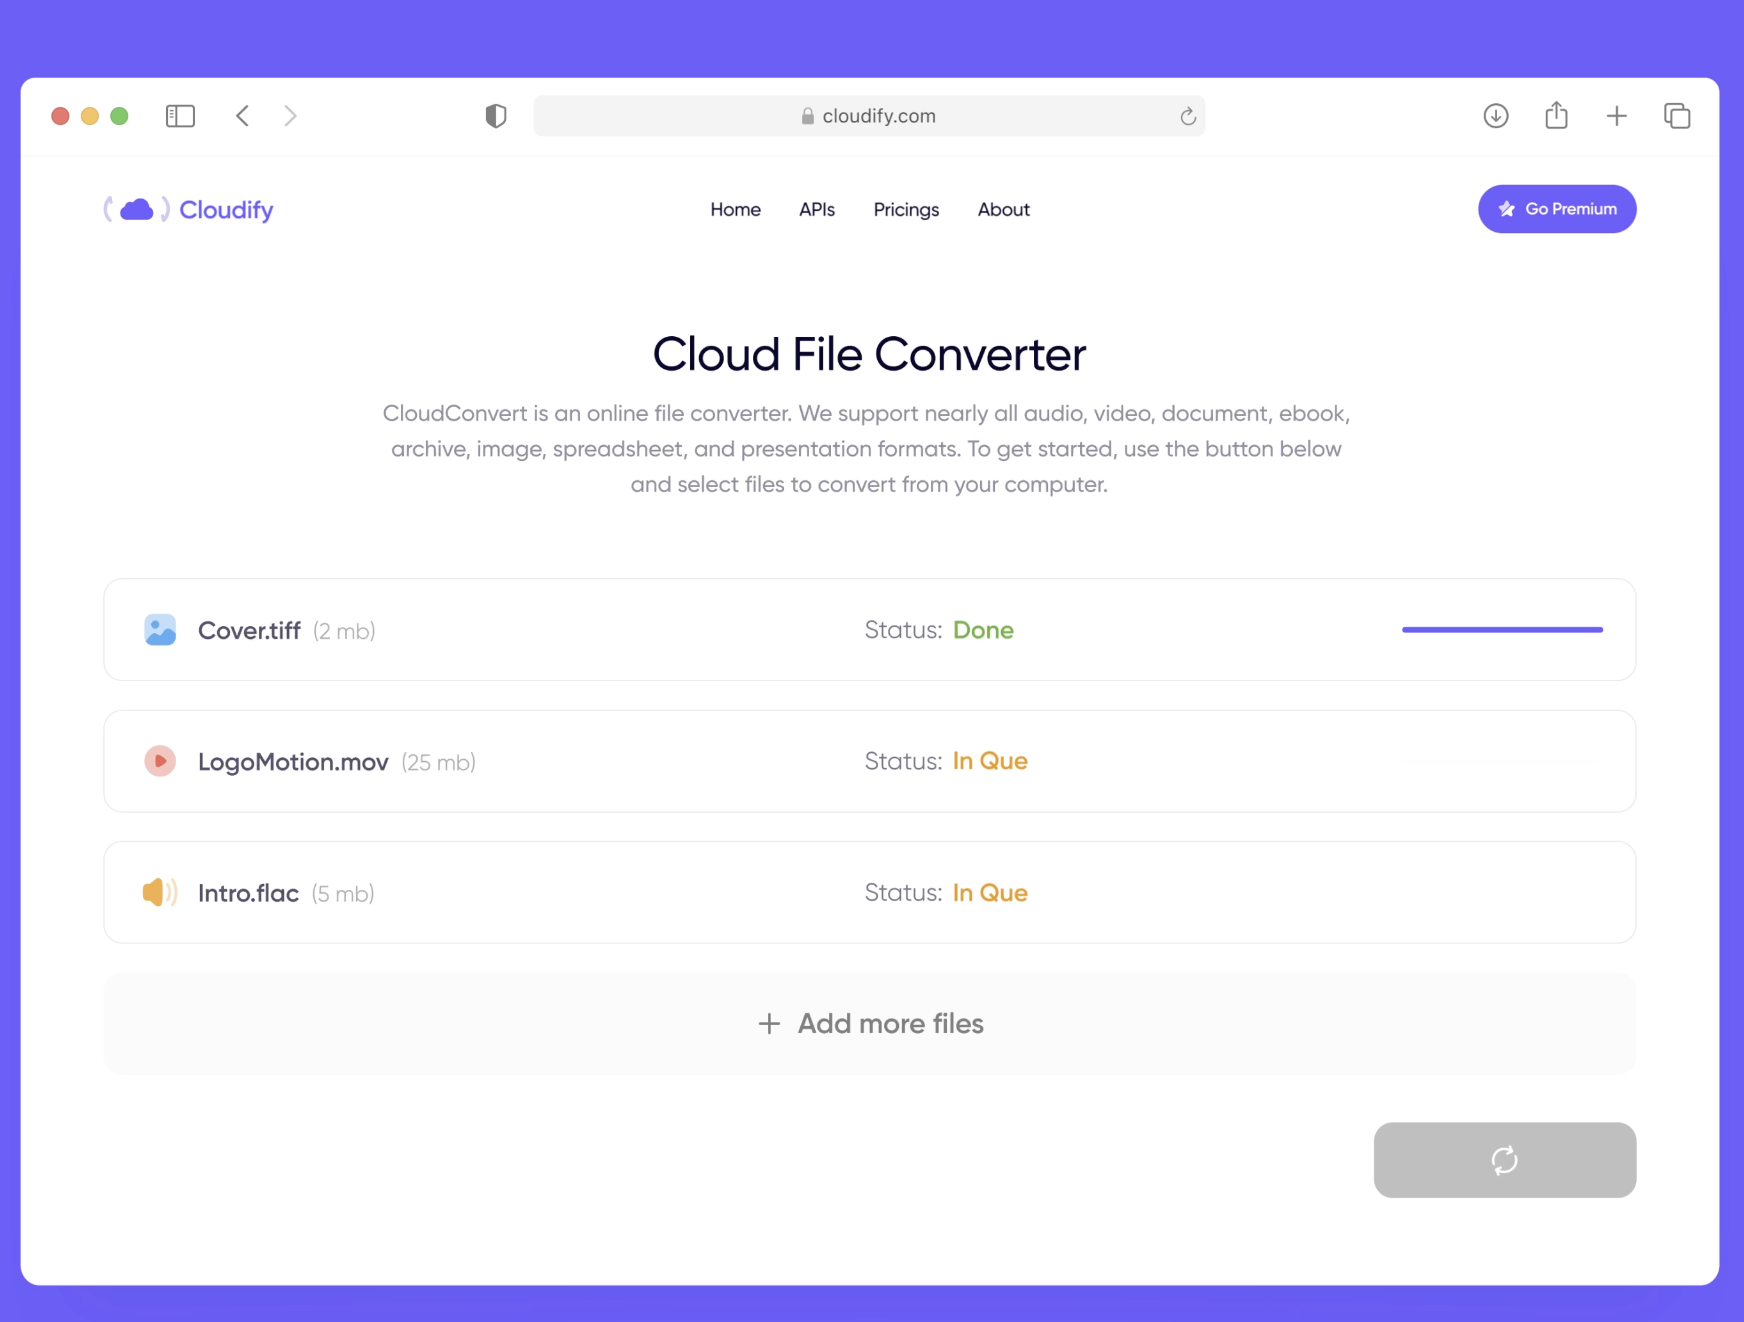 cloudify.com
Cloudify
Home APIs Pricings About
Go Premium
Cloud File Converter
CloudConvert is an online file converter. We support nearly all audio, video, document, ebook,
archive, image, spreadsheet, and presentation formats. To get started, use the button below
and select files to convert from your computer.
Cover.tiff (2 mb) Status: Done
LogoMotion.mov (25 mb) Status: In Que
Intro.flac (5 mb) Status: In Que
Add more files